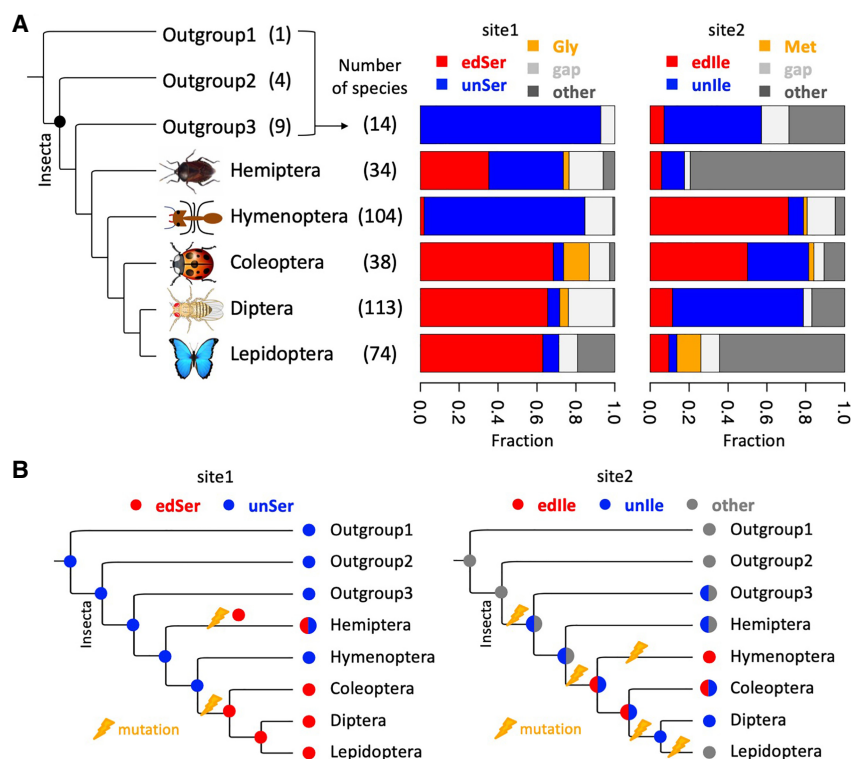 A
Outgroup1 (1)
Outgroup2 (4)
Outgroup3 (9)
Insecta
Number
of species
(14)
Hemiptera (34)
Hymenoptera (104)
Coleoptera (38)
Diptera (113)
Lepidoptera (74)
site1
edSer
unSer
Gly
gap
other
0.0 0.2 0.4 0.6 0.8 1.0
Fraction
site2
edIle
unIle
Met
gap
other
0.0 0.2 0.4 0.6 0.8 1.0
Fraction
B
site1
edSer unSer
Outgroup1
Outgroup2
Outgroup3
Hemiptera
Hymenoptera
Coleoptera
Diptera
Lepidoptera
Insecta
mutation
site2
edIle unIle other
Outgroup1
Outgroup2
Outgroup3
Hemiptera
Hymenoptera
Coleoptera
Diptera
Lepidoptera
Insecta
mutation